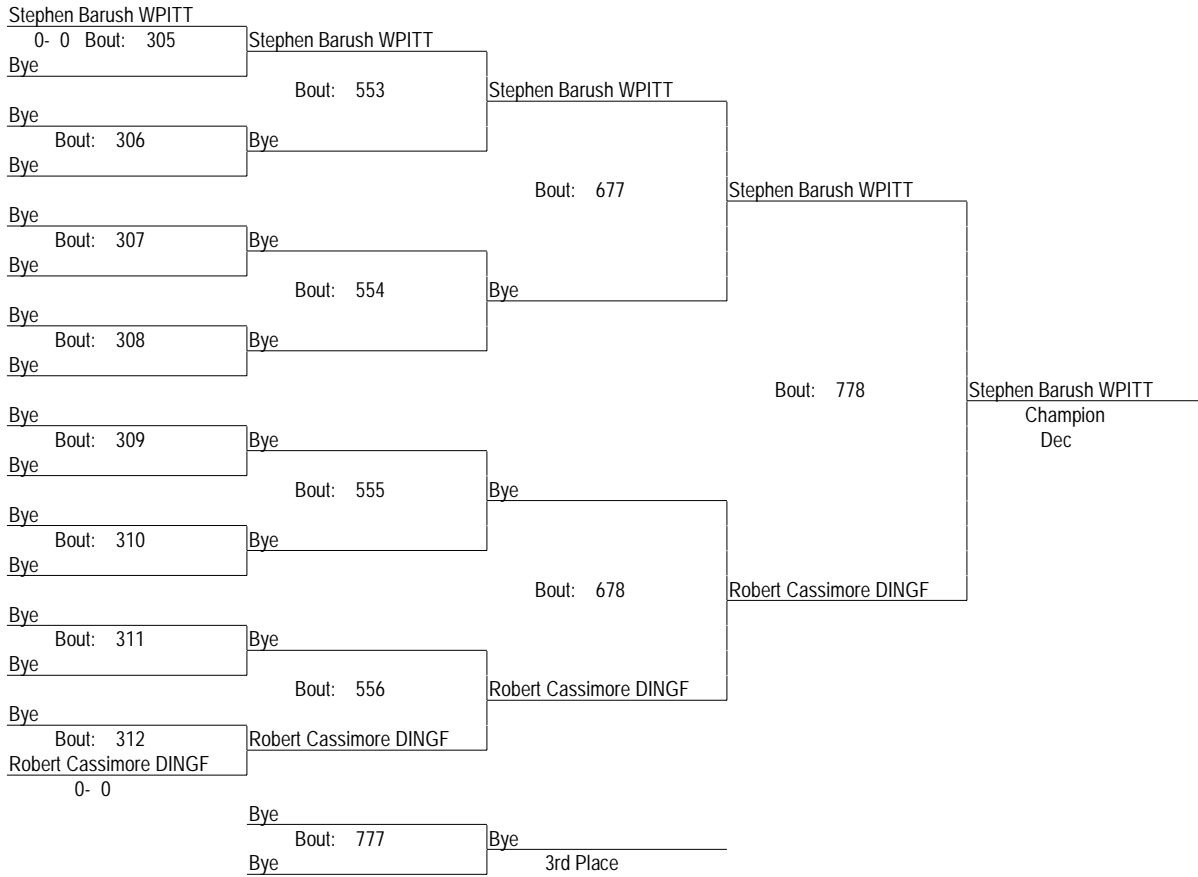 Stephen Barush WPITT
0- 0 Bout: 305 Stephen Barush WPITT
Bye
Bout: 553 Stephen Barush WPITT
Bye
Bout: 306 Bye
Bye
Bout: 677 Stephen Barush WPITT
Bye
Bout: 307 Bye
Bye
Bout: 554 Bye
Bye
Bout: 308 Bye
Bye
Bout: 778 Stephen Barush WPITT
Bye Champion
Bout: 309 Bye Dec
Bye
Bout: 555 Bye
Bye
Bout: 310 Bye
Bye
Bout: 678 Robert Cassimore DINGF
Bye
Bout: 311 Bye
Bye
Bout: 556 Robert Cassimore DINGF
Bye
Bout: 312 Robert Cassimore DINGF
Robert Cassimore DINGF
0- 0
Bye
Bout: 777 Bye
Bye 3rd Place